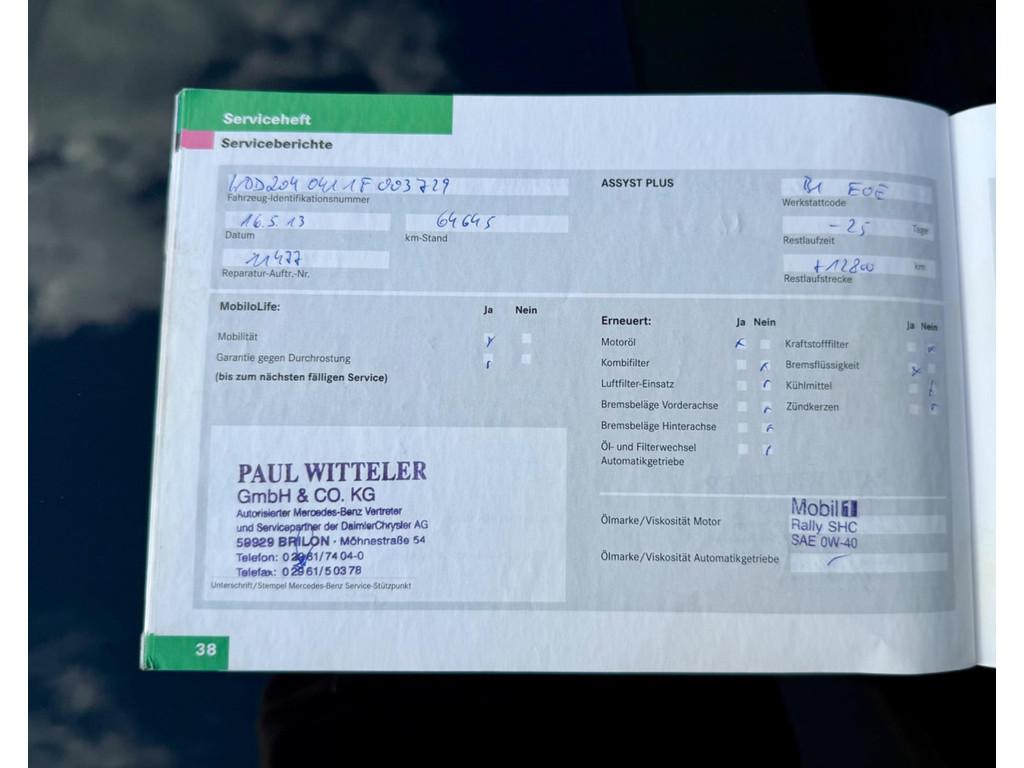 Serviceheft
Serviceberichte
WDD204 041 1F 003729
Fahrzeug-Identifikationsnummer
16.5.13
Datum
64645
km-Stand
11477
Reparatur-Auftr.-Nr.
ASSYST PLUS
B1 EOE
Werkstattcode
- 25 Tage
Restlaufzeit
+12800 km
Restlaufstrecke
MobiloLife:
Ja Nein
Mobilität
Garantie gegen Durchrostung
(bis zum nächsten fälligen Service)
Erneuert: Ja Nein
Motoröl
Kombifilter
Luftfilter-Einsatz
Bremsbeläge Vorderachse
Bremsbeläge Hinterachse
Öl- und Filterwechsel
Automatikgetriebe
Ja Nein
Kraftstofffilter
Bremsflüssigkeit
Kühlmittel
Zündkerzen
PAUL WITTELER
GmbH & CO. KG
Autorisierter Mercedes-Benz Vertreter
und Servicepartner der DaimlerChrysler AG
59929 BRILON · Möhnestraße 54
Telefon: 02961/7404-0
Telefax: 02961/50378
Unterschrift/Stempel Mercedes-Benz Service-Stützpunkt
Ölmarke/Viskosität Motor
Mobil 1
Rally SHC
SAE 0W-40
Ölmarke/Viskosität Automatikgetriebe
38